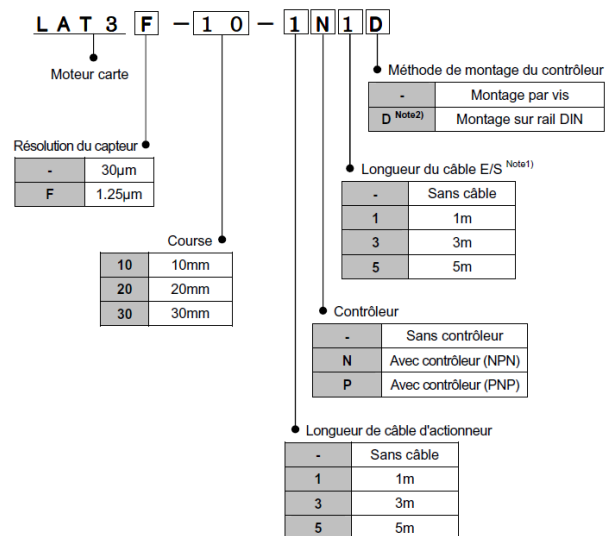 LAT3F-10-1N1D
Moteur carte
Méthode de montage du contrôleur
- Montage par vis
D Note2) Montage sur rail DIN
Résolution du capteur
- 30µm
F 1.25µm
Longueur du câble E/S Note1)
- Sans câble
1 1m
3 3m
5 5m
Course
10 10mm
20 20mm
30 30mm
Contrôleur
- Sans contrôleur
N Avec contrôleur (NPN)
P Avec contrôleur (PNP)
Longueur de câble d'actionneur
- Sans câble
1 1m
3 3m
5 5m